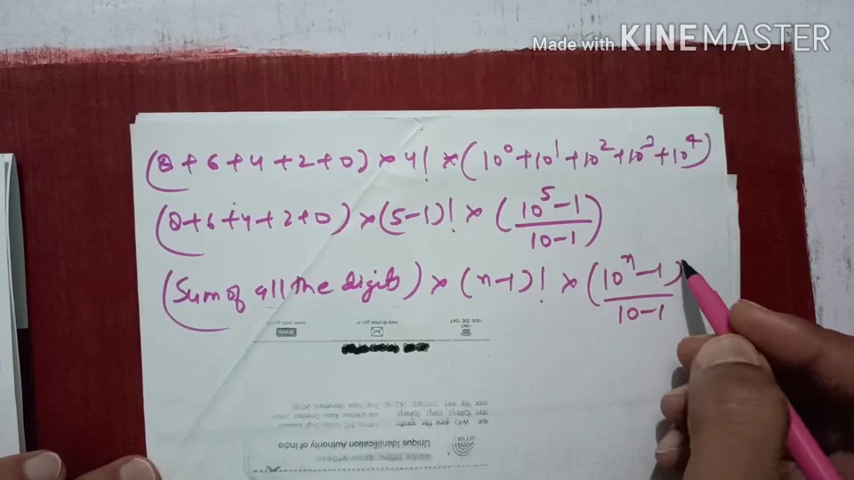 Made with KINEMASTER
(8+6+4+2+0) × 4! × (10⁰+10¹+10²+10³+10⁴)
(8+6+4+2+0) × (5-1)! × (10⁵-1 / 10-1)
(Sum of all the digits) × (n-1)! × (10ⁿ-1 / 10-1)
1947
Unique Identification Authority of India